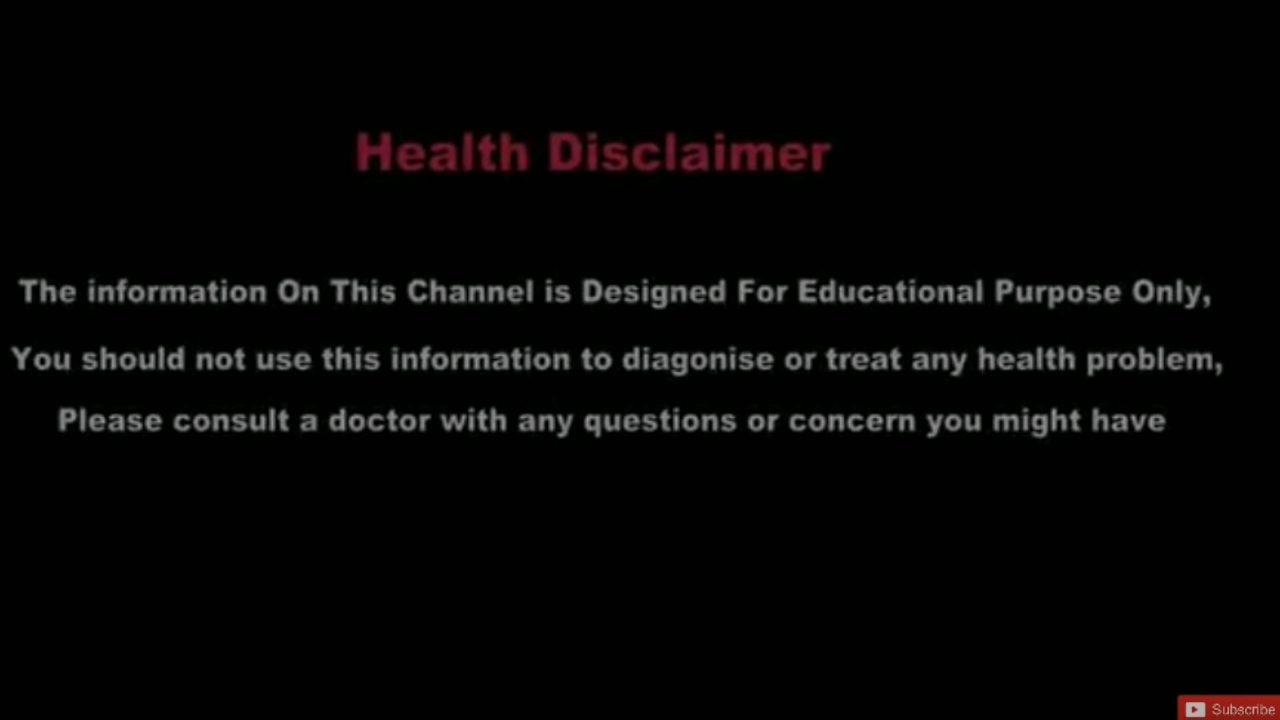 Health Disclaimer
The information On This Channel is Designed For Educational Purpose Only,
You should not use this information to diagonise or treat any health problem,
Please consult a doctor with any questions or concern you might have
Subscribe